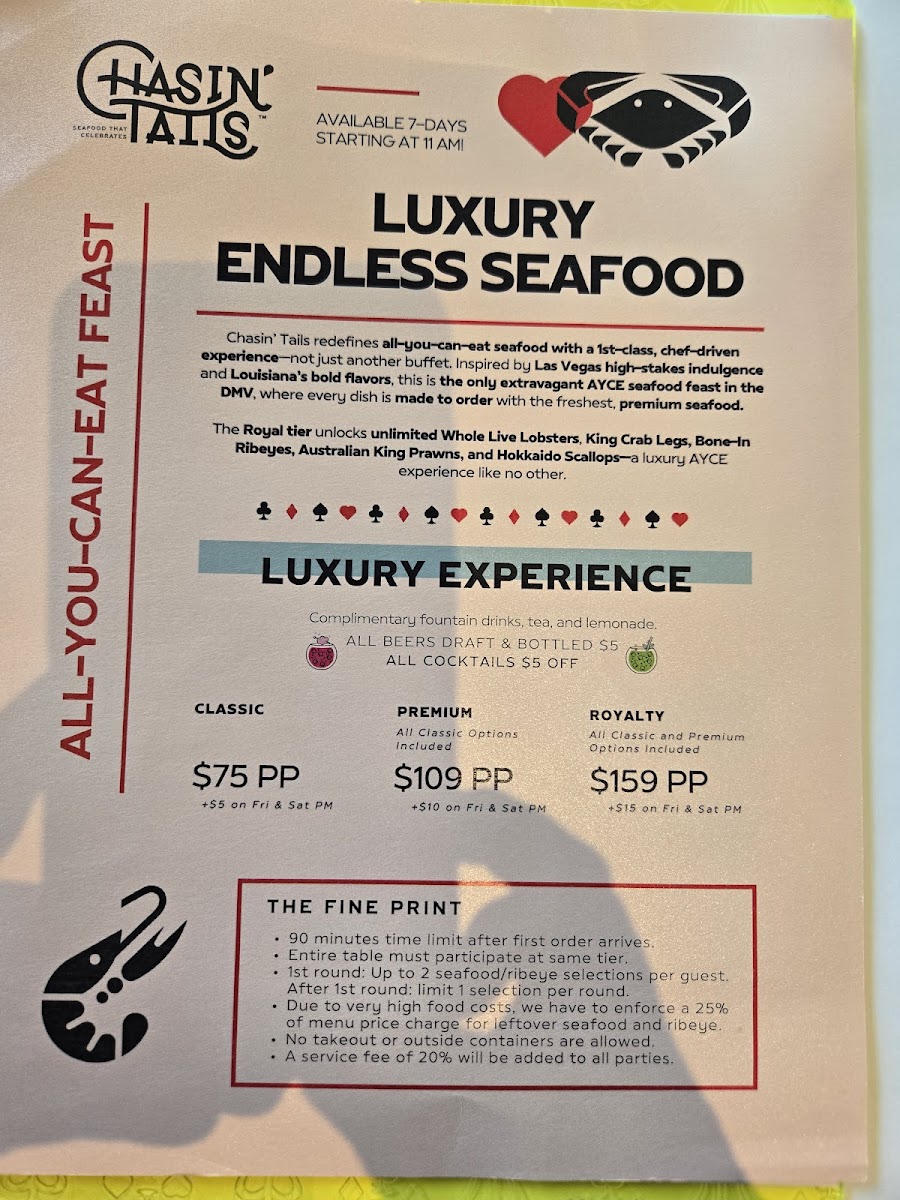 CHASIN'
TAILS™
SEAFOOD THAT
CELEBRATES
AVAILABLE 7-DAYS
STARTING AT 11 AM!
LUXURY
ENDLESS SEAFOOD
ALL-YOU-CAN-EAT FEAST
Chasin' Tails redefines all-you-can-eat seafood with a 1st-class, chef-driven
experience—not just another buffet. Inspired by Las Vegas high-stakes indulgence
and Louisiana's bold flavors, this is the only extravagant AYCE seafood feast in the
DMV, where every dish is made to order with the freshest, premium seafood.
The Royal tier unlocks unlimited Whole Live Lobsters, King Crab Legs, Bone-In
Ribeyes, Australian King Prawns, and Hokkaido Scallops—a luxury AYCE
experience like no other.
LUXURY EXPERIENCE
Complimentary fountain drinks, tea, and lemonade.
ALL BEERS DRAFT & BOTTLED $5
ALL COCKTAILS $5 OFF
CLASSIC
$75 PP
+$5 on Fri & Sat PM
PREMIUM
All Classic Options
Included
$109 PP
+$10 on Fri & Sat PM
ROYALTY
All Classic and Premium
Options Included
$159 PP
+$15 on Fri & Sat PM
THE FINE PRINT
• 90 minutes time limit after first order arrives.
• Entire table must participate at same tier.
• 1st round: Up to 2 seafood/ribeye selections per guest.
After 1st round: limit 1 selection per round.
• Due to very high food costs, we have to enforce a 25%
of menu price charge for leftover seafood and ribeye.
• No takeout or outside containers are allowed.
• A service fee of 20% will be added to all parties.